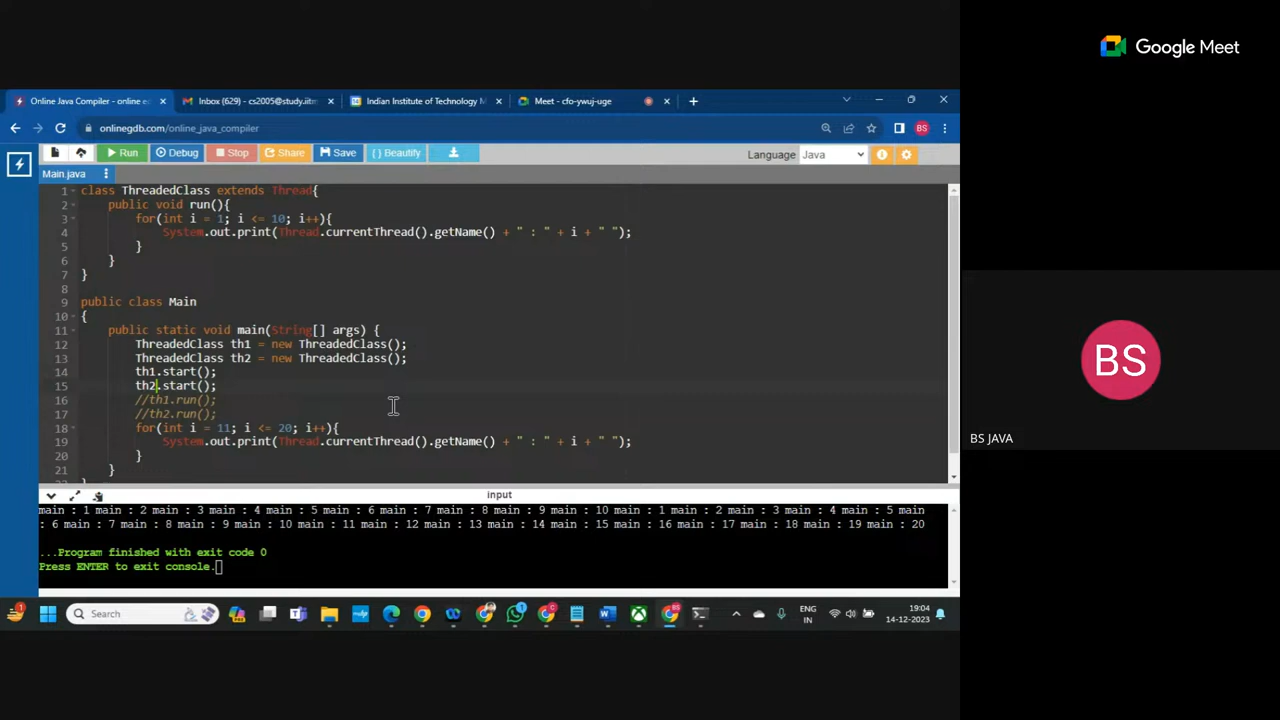 Google Meet
Online Java Compiler - online e
Inbox (629) - cs2005@study.iitm
Indian Institute of Technology M
Meet - cfo-ywuj-uge
onlinegdb.com/online_java_compiler
BS
Run
Debug
Stop
Share
Save
{ } Beautify
Language
Java
Main.java
1 class ThreadedClass extends Thread{
2 public void run(){
3 for(int i = 1; i <= 10; i++){
4 System.out.print(Thread.currentThread().getName() + " : " + i + " ");
5 }
6 }
7 }
8
9 public class Main
10 {
11 public static void main(String[] args) {
12 ThreadedClass th1 = new ThreadedClass();
13 ThreadedClass th2 = new ThreadedClass();
14 th1.start();
15 th2.start();
16 //th1.run();
17 //th2.run();
18 for(int i = 11; i <= 20; i++){
19 System.out.print(Thread.currentThread().getName() + " : " + i + " ");
20 }
21 }
22 }
input
main : 1 main : 2 main : 3 main : 4 main : 5 main : 6 main : 7 main : 8 main : 9 main : 10 main : 1 main : 2 main : 3 main : 4 main : 5 main
: 6 main : 7 main : 8 main : 9 main : 10 main : 11 main : 12 main : 13 main : 14 main : 15 main : 16 main : 17 main : 18 main : 19 main : 20
...Program finished with exit code 0
Press ENTER to exit console.
BS
BS JAVA
Search
ENG
IN
19:04
14-12-2023